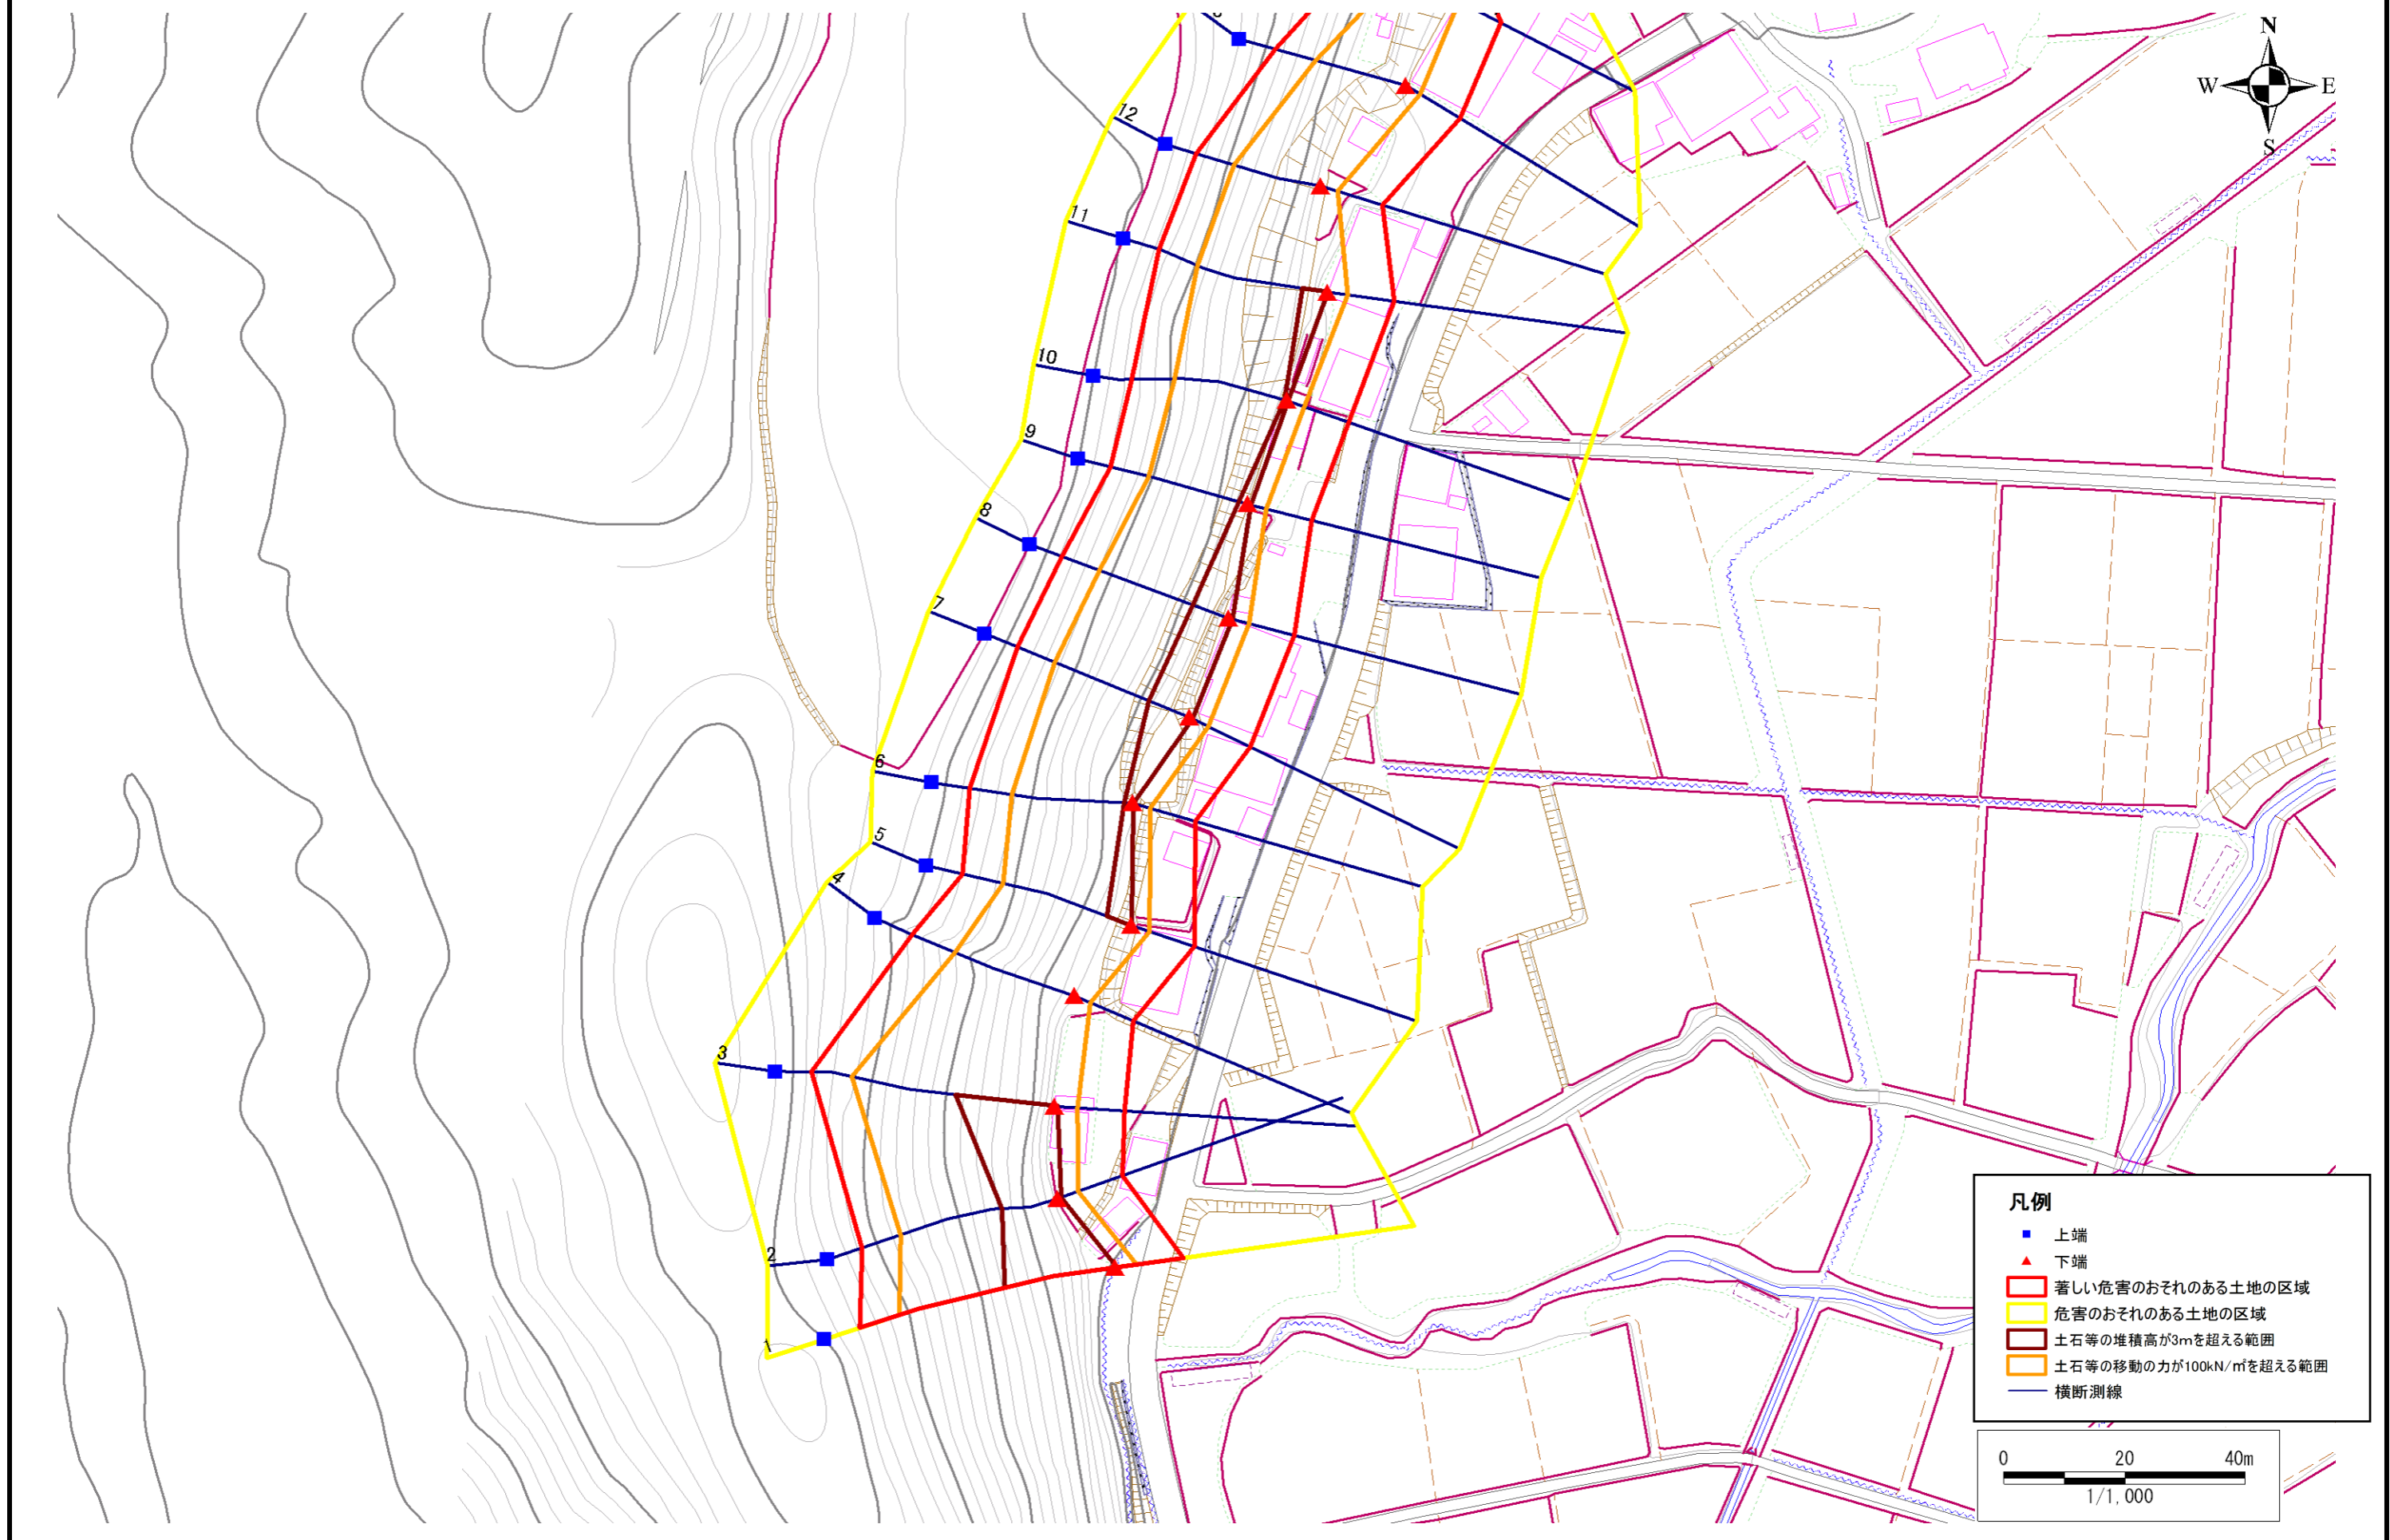 N
W E
S
12
11
10
9
8
7
6
5
4
3
2
1
凡例
上端
下端
著しい危害のおそれのある土地の区域
危害のおそれのある土地の区域
土石等の堆積高が3mを超える範囲
土石等の移動の力が100kN/㎡を超える範囲
横断測線
0 20 40m
1/1,000